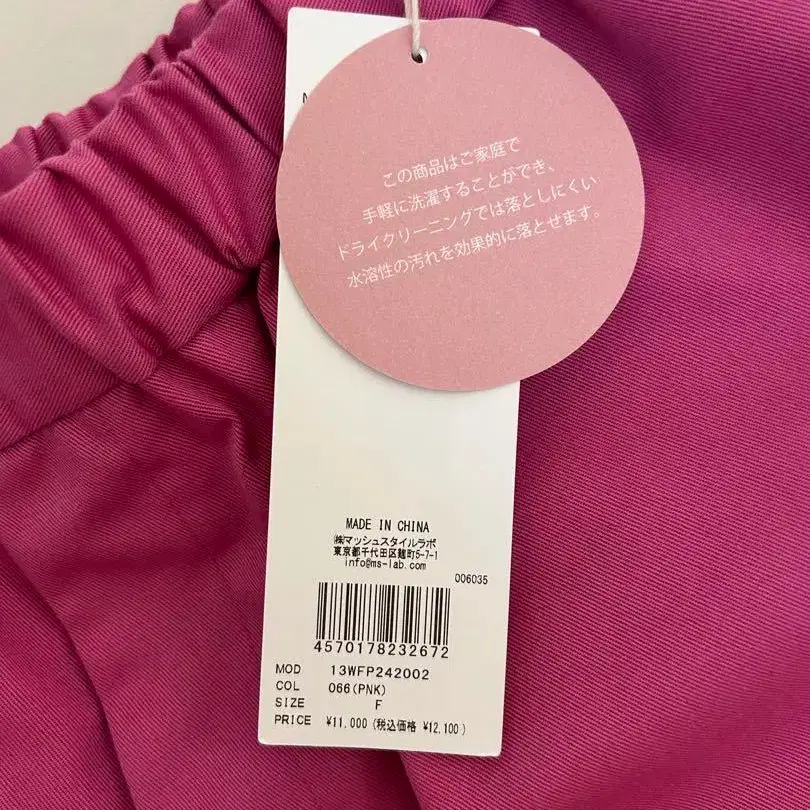 この商品はご家庭で
手軽に洗濯することができ、
ドライクリーニングでは落としにくい
水溶性の汚れを効果的に落とせます。
MADE IN CHINA
㈱マッシュスタイルラボ
東京都千代田区麹町5-7-1
info@ms-lab.com
006035
4570178232672
MOD 13WFP242002
COL 066(PNK)
SIZE F
PRICE ¥11,000 (税込価格 ¥12,100)